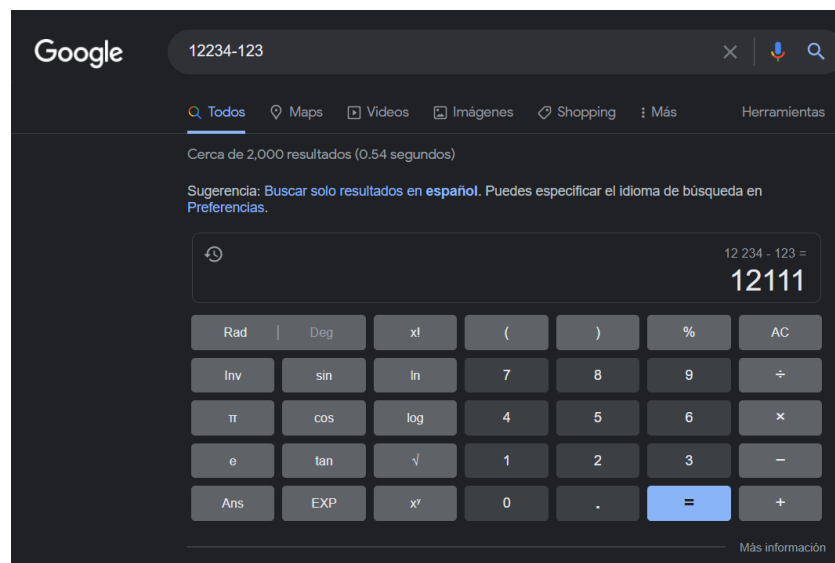 Google
12234-123
Todos Maps Videos Imágenes Shopping Más Herramientas
Cerca de 2,000 resultados (0.54 segundos)
Sugerencia: Buscar solo resultados en español. Puedes especificar el idioma de búsqueda en
Preferencias.
12 234 - 123 =
12111
Rad | Deg x! ( ) % AC
Inv sin ln 7 8 9 ÷
π cos log 4 5 6 ×
e tan √ 1 2 3 −
Ans EXP xʸ 0 . = +
Más información